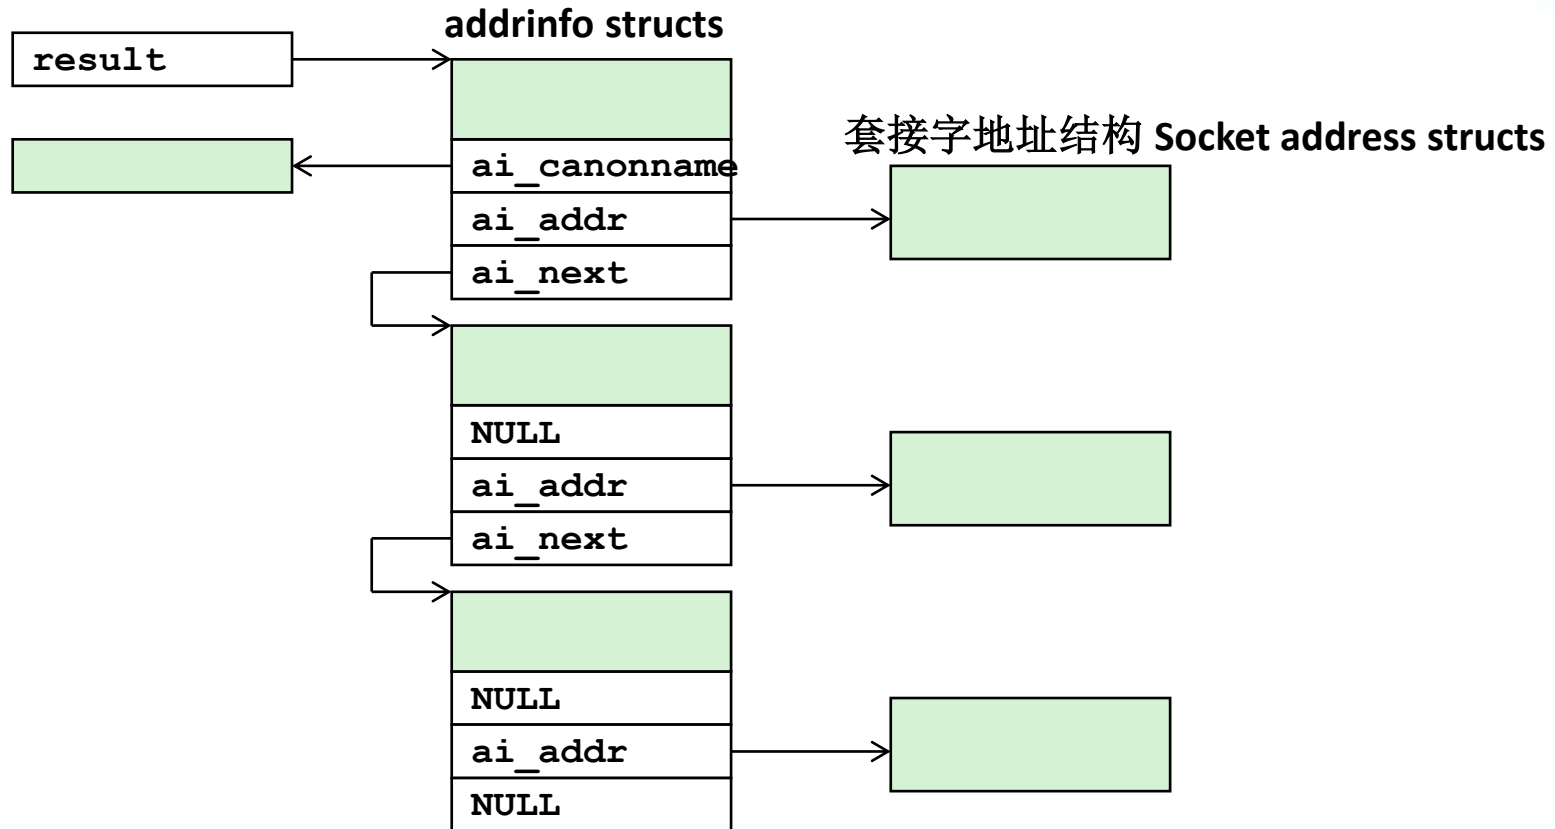 addrinfo structs
result
套接字地址结构 Socket address structs
ai_canonname
ai_addr
ai_next
NULL
ai_addr
ai_next
NULL
ai_addr
NULL